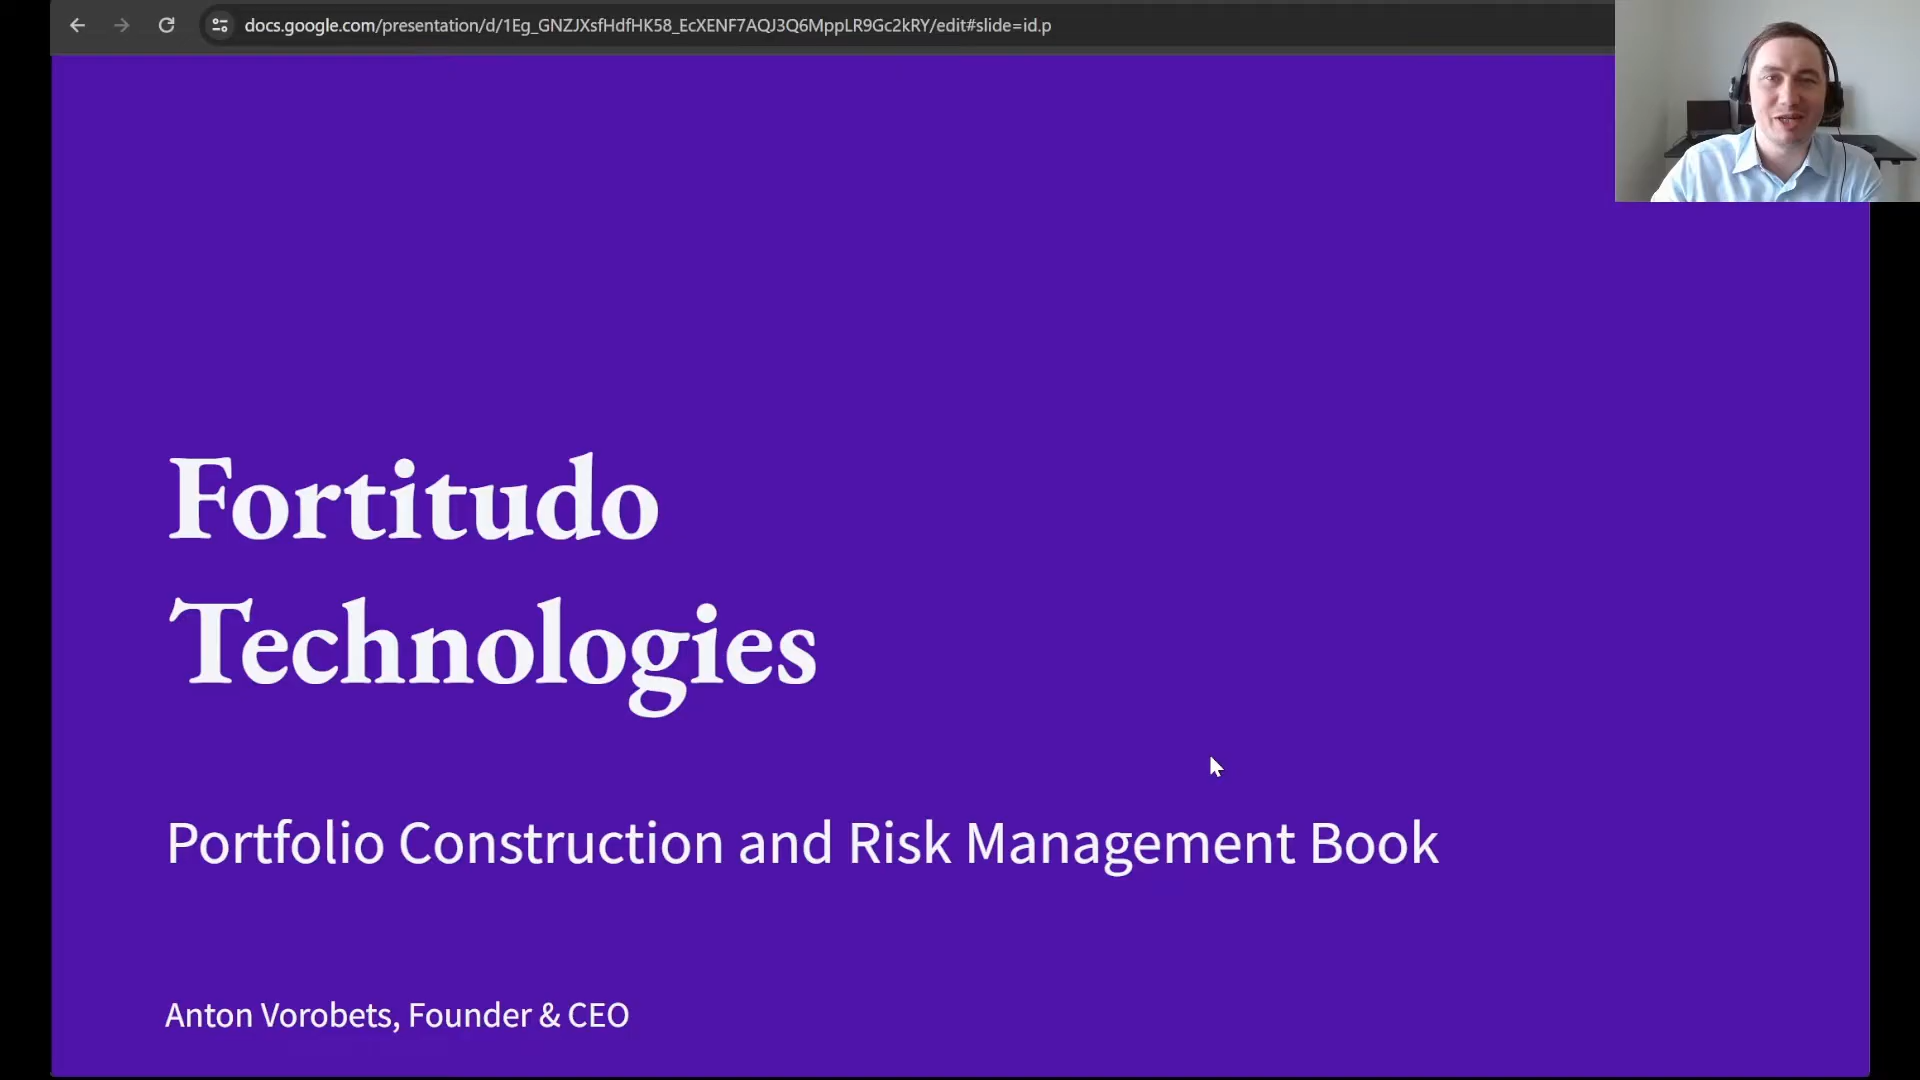 docs.google.com/presentation/d/1Eg_GNZJXsfHdfHK58_EcXENF7AQJ3Q6MppLR9Gc2kRY/edit#slide=id.p
Fortitudo
Technologies
Portfolio Construction and Risk Management Book
Anton Vorobets, Founder & CEO